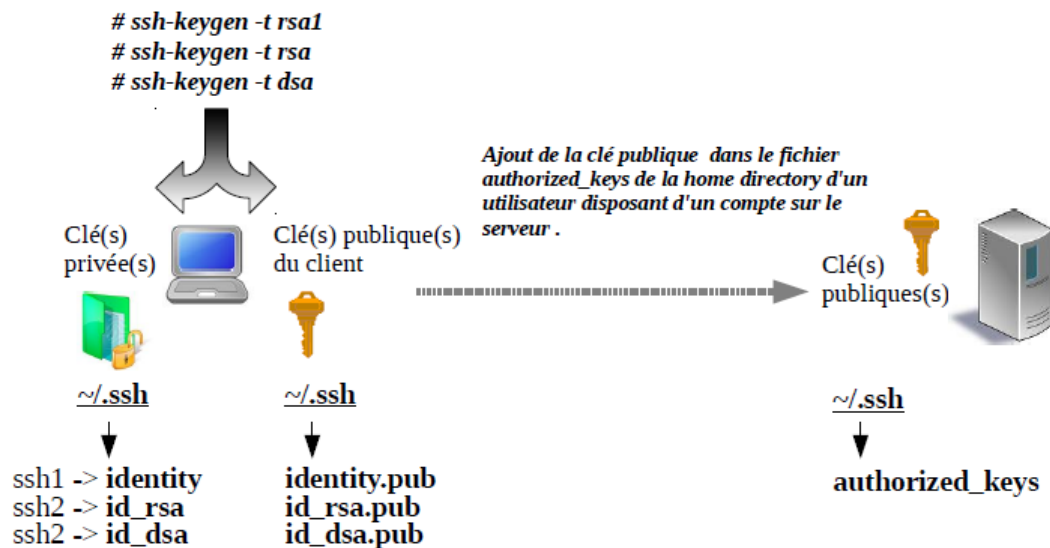 # ssh-keygen -t rsa1
# ssh-keygen -t rsa
# ssh-keygen -t dsa
Ajout de la clé publique dans le fichier
authorized_keys de la home directory d'un
utilisateur disposant d'un compte sur le
serveur .
Clé(s)
privée(s)
Clé(s) publique(s)
du client
Clé(s)
publiques(s)
~/.ssh
~/.ssh
~/.ssh
ssh1 -> identity
ssh2 -> id_rsa
ssh2 -> id_dsa
identity.pub
id_rsa.pub
id_dsa.pub
authorized_keys